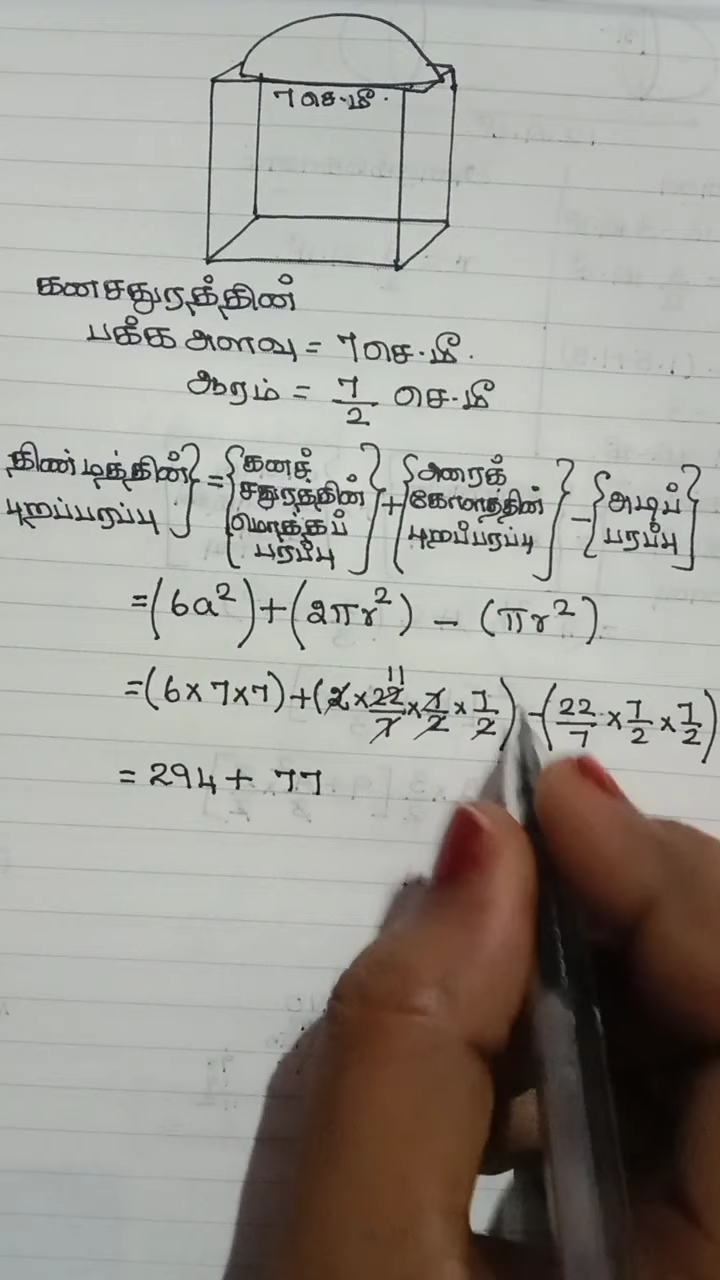 7 செ.மீ.
கனசதுரத்தின்
பக்க அளவு = 7 செ.மீ.
ஆரம் = 7/2 செ.மீ
திண்மத்தின் புறப்பரப்பு } = { கனச் சதுரத்தின் மொத்தப் பரப்பு } + { அரைக் கோளத்தின் புறப்பரப்பு } - { அடிப் பரப்பு }
= (6a²) + (2πr²) - (πr²)
= (6 × 7 × 7) + (2 × 22/7 × 7/2 × 7/2) - (22/7 × 7/2 × 7/2)
11
= 294 + 77